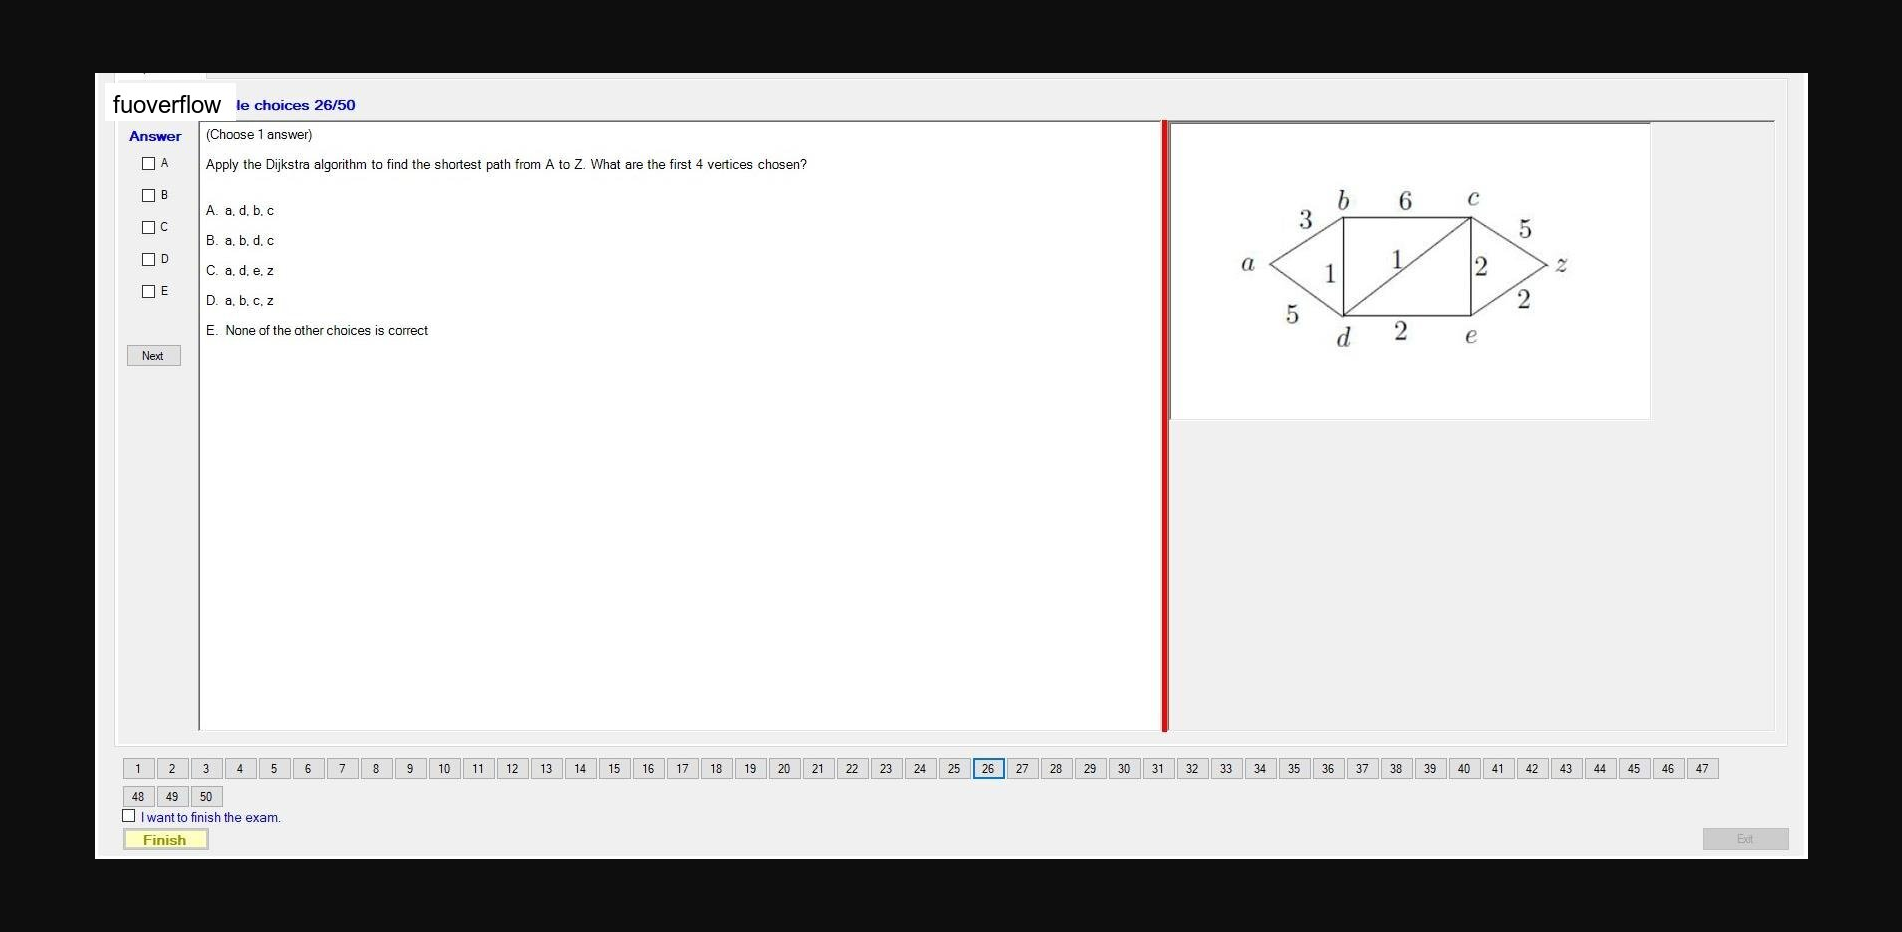 fuoverflow le choices 26/50
Answer
(Choose 1 answer)
A
Apply the Dijkstra algorithm to find the shortest path from A to Z. What are the first 4 vertices chosen?
B
A. a, d, b, c
C
B. a, b, d, c
D
C. a, d, e, z
E
D. a, b, c, z
E. None of the other choices is correct
Next
b 6 c
3 5
a 1 1 2 z
5 2
d 2 e
1 2 3 4 5 6 7 8 9 10 11 12 13 14 15 16 17 18 19 20 21 22 23 24 25 26 27 28 29 30 31 32 33 34 35 36 37 38 39 40 41 42 43 44 45 46 47
48 49 50
I want to finish the exam.
Finish
Exit